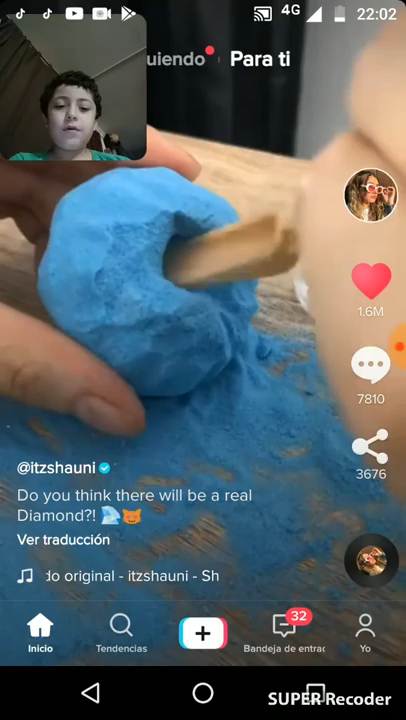 4G
22:02
uiendo
Para ti
1.6M
7810
3676
@itzshauni
Do you think there will be a real
Diamond?!
Ver traducción
do original - itzshauni - Sh
32
Inicio
Tendencias
Bandeja de entrad
Yo
SUPER Recoder